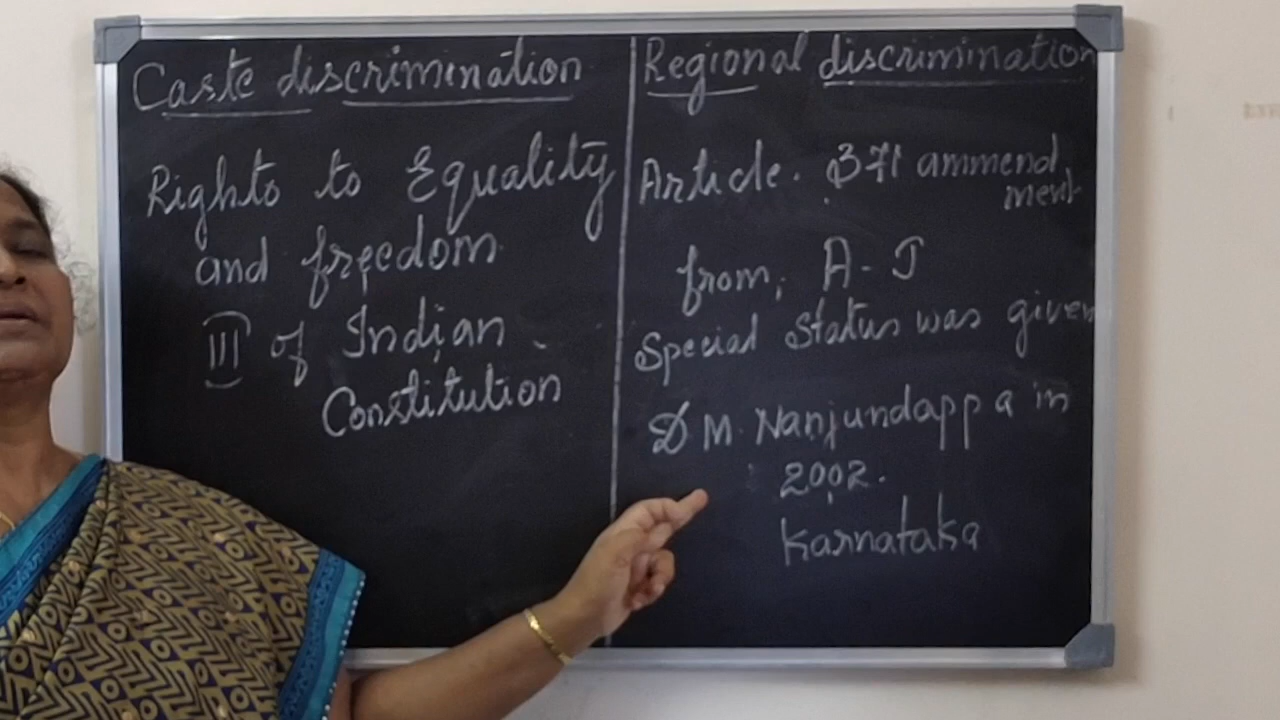 Caste discrimination
Rights to Equality
and freedom
III of Indian
Constitution
Regional discrimination
Article. 371 ammend
ment
from, A - J
Special Status was given
D.M. Nanjundappa in
2002.
Karnataka